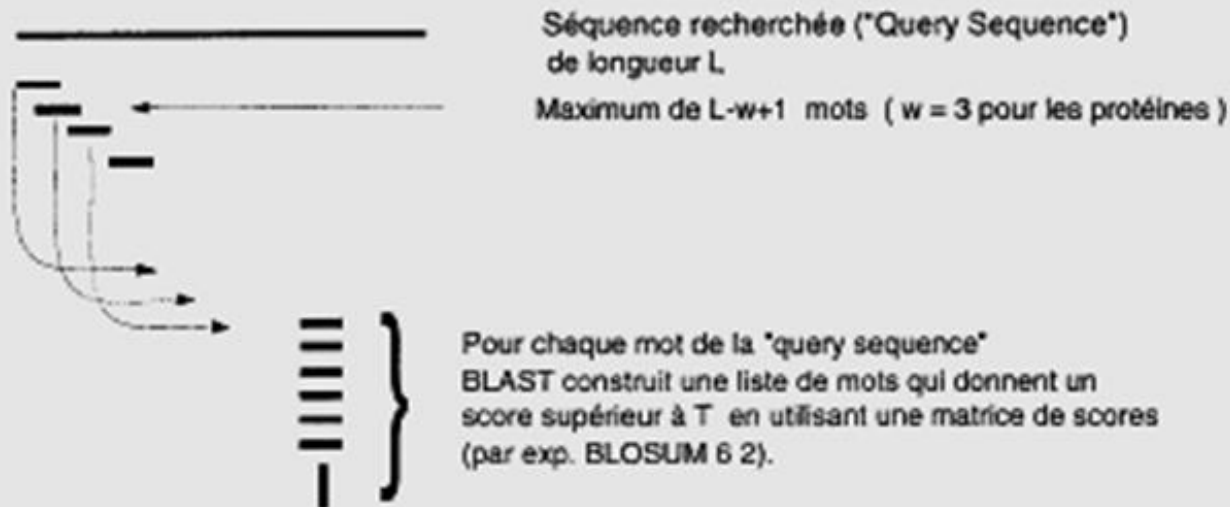 Séquence recherchée ("Query Sequence")
de longueur L
Maximum de L-w+1 mots ( w = 3 pour les protéines )
Pour chaque mot de la "query sequence"
BLAST construit une liste de mots qui donnent un
score supérieur à T en utilisant une matrice de scores
(par exp. BLOSUM 6 2).